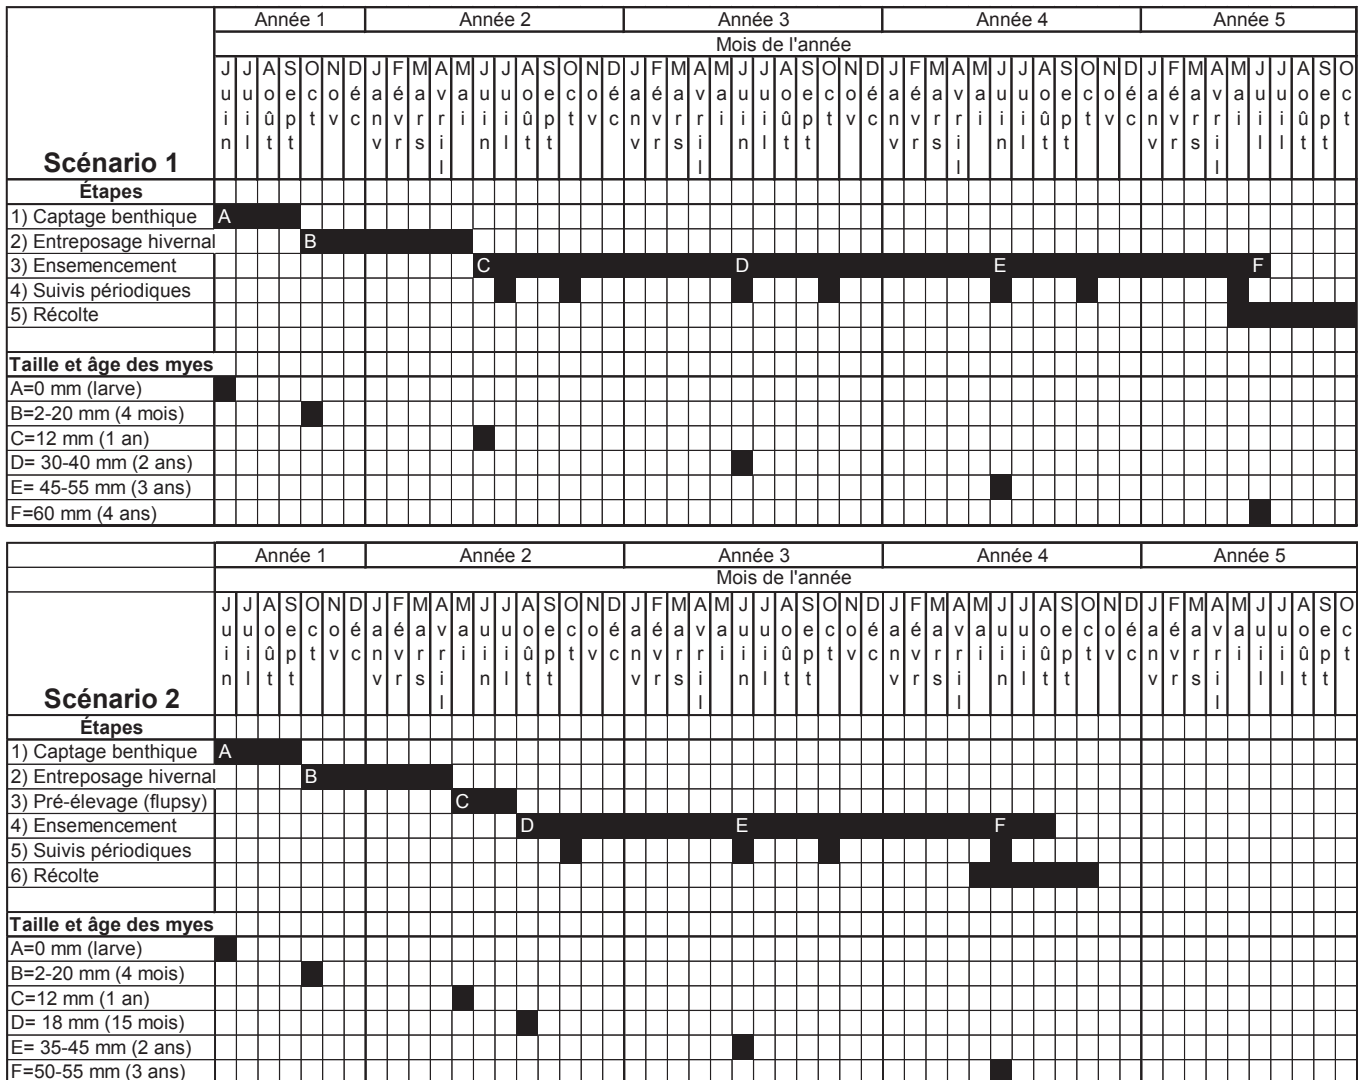 Année 1 Année 2 Année 3 Année 4 Année 5
Mois de l'année
Juin Juil Août Sept Oct Nov Déc Janv Févr Mars Avril Mai Juin Juil Août Sept Oct Nov Déc Janv Févr Mars Avril Mai Juin Juil Août Sept Oct Nov Déc Janv Févr Mars Avril Mai Juin Juil Août Sept Oct Nov Déc Janv Févr Mars Avril Mai Juil Juil Août Sept Oct
Scénario 1
Étapes
1) Captage benthique A
2) Entreposage hivernal B
3) Ensemencement C D E F
4) Suivis périodiques
5) Récolte
Taille et âge des myes
A=0 mm (larve)
B=2-20 mm (4 mois)
C=12 mm (1 an)
D= 30-40 mm (2 ans)
E= 45-55 mm (3 ans)
F=60 mm (4 ans)
Année 1 Année 2 Année 3 Année 4 Année 5
Mois de l'année
Juin Juil Août Sept Oct Nov Déc Janv Févr Mars Avril Mai Juin Juil Août Sept Oct Nov Déc Janv Févr Mars Avril Mai Juin Juil Août Sept Oct Nov Déc Janv Févr Mars Avril Mai Juin Juil Août Sept Oct Nov Déc Janv Févr Mars Avril Mai Juil Juil Août Sept Oct
Scénario 2
Étapes
1) Captage benthique A
2) Entreposage hivernal B
3) Pré-élevage (flupsy) C
4) Ensemencement D E F
5) Suivis périodiques
6) Récolte
Taille et âge des myes
A=0 mm (larve)
B=2-20 mm (4 mois)
C=12 mm (1 an)
D= 18 mm (15 mois)
E= 35-45 mm (2 ans)
F=50-55 mm (3 ans)